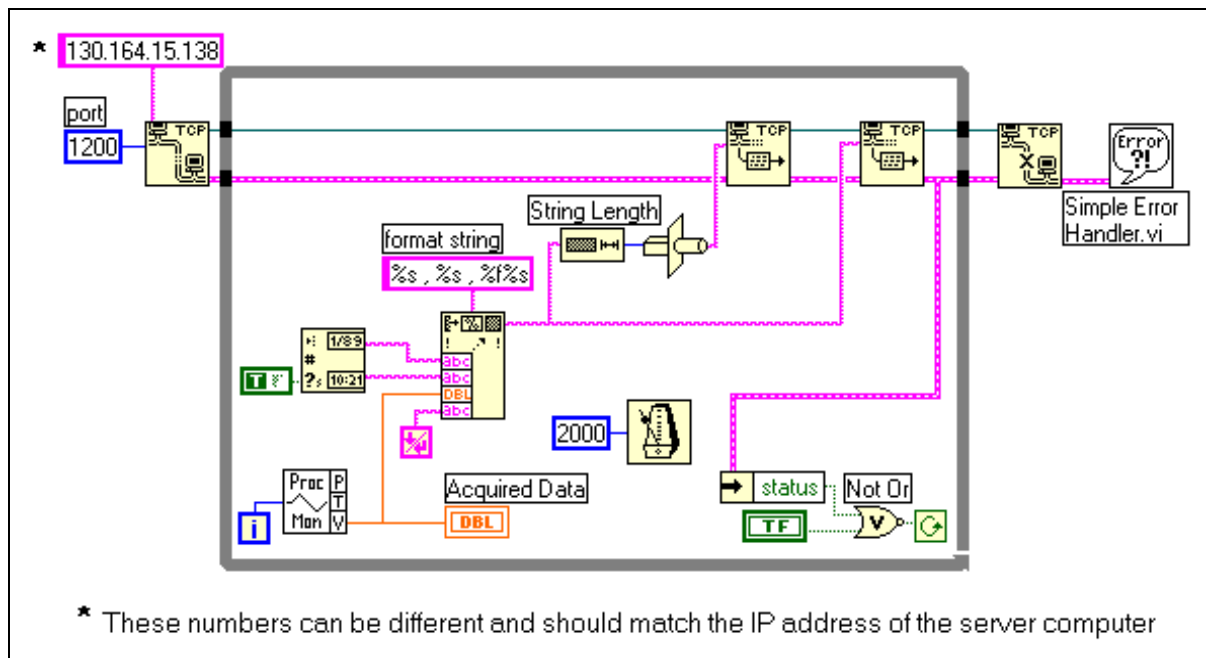 * 130.164.15.138
port
1200
TCP
TCP
TCP
TCP
Error
?!
Simple Error
Handler.vi
String Length
format string
%s , %s , %f%s
1/89
#
?s 10:21
T
abc
abc
DBL
abc
2000
Proc P
T
Mon V
i
Acquired Data
DBL
status
Not Or
TF
V
* These numbers can be different and should match the IP address of the server computer